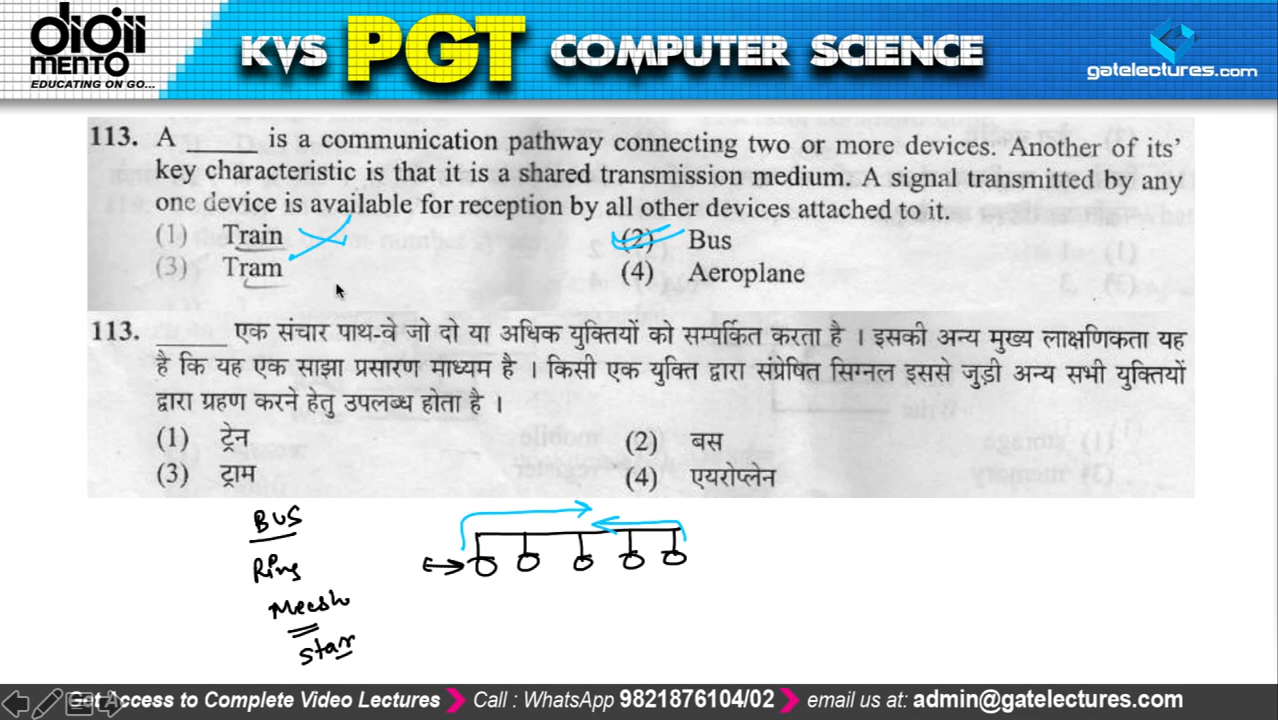 digii
MENTO
EDUCATING ON GO...
KVS PGT COMPUTER SCIENCE
gatelectures.com
113. A _____ is a communication pathway connecting two or more devices. Another of its'
key characteristic is that it is a shared transmission medium. A signal transmitted by any
one device is available for reception by all other devices attached to it.
(1) Train (2) Bus
(3) Tram (4) Aeroplane
113. _____ एक संचार पाथ-वे जो दो या अधिक युक्तियों को सम्पर्कित करता है । इसकी अन्य मुख्य लाक्षणिकता यह
है कि यह एक साझा प्रसारण माध्यम है । किसी एक युक्ति द्वारा संप्रेषित सिग्नल इससे जुड़ी अन्य सभी युक्तियों
द्वारा ग्रहण करने हेतु उपलब्ध होता है ।
(1) ट्रेन (2) बस
(3) ट्राम (4) एयरोप्लेन
BUS
Ring
Meesh
Star
Get Access to Complete Video Lectures Call : WhatsApp 9821876104/02 email us at: admin@gatelectures.com